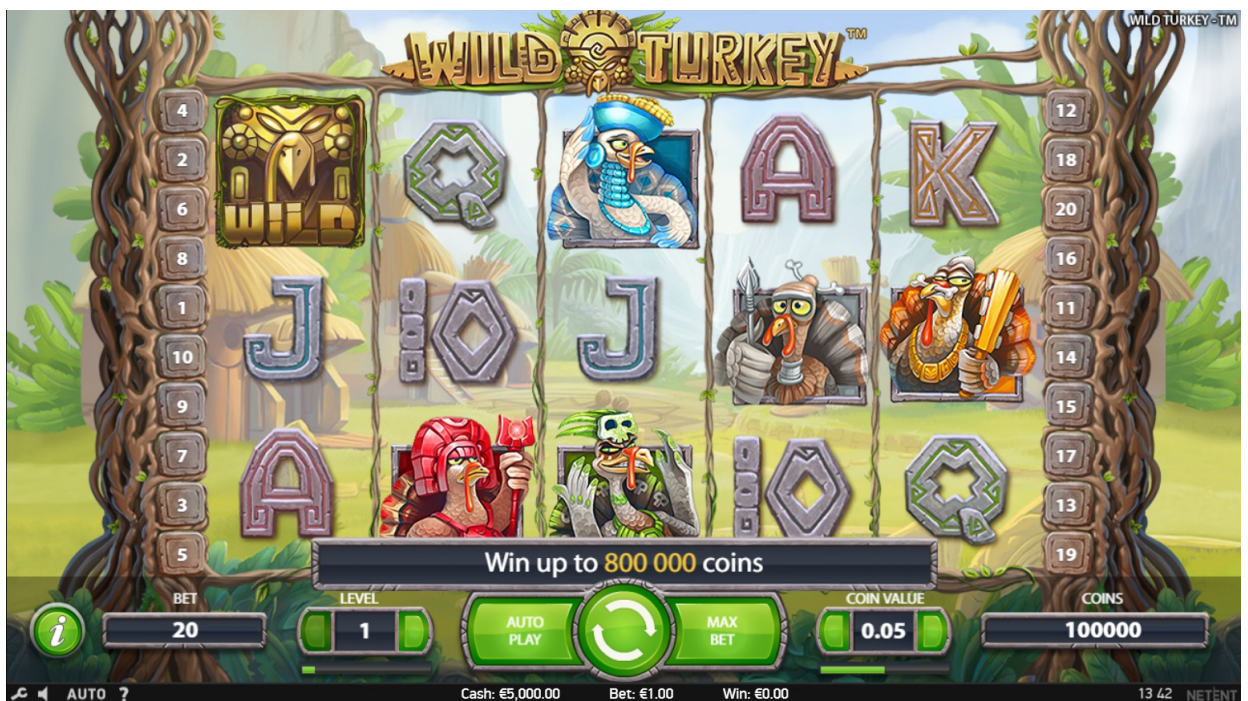 WILD TURKEY - TM
WILD TURKEY™
4
12
WILD
Q
A
K
2
18
6
20
8
16
1
11
J
10
J
10
14
9
15
7
17
A
10
Q
3
13
5
19
Win up to 800 000 coins
BET
LEVEL
COIN VALUE
COINS
20
1
AUTO PLAY
MAX BET
0.05
100000
AUTO ?
Cash: €5,000.00 Bet: €1.00 Win: €0.00
13 42 NETENT